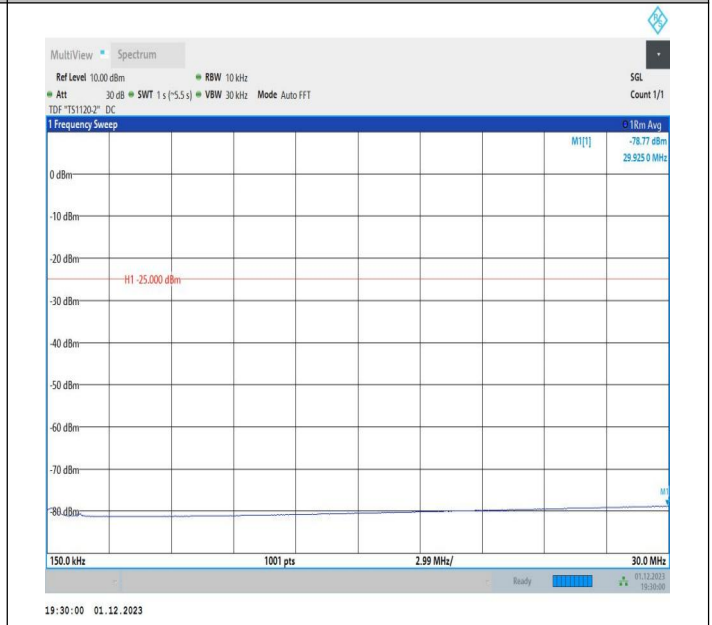 R S
MultiView Spectrum
Ref Level 10.00 dBm RBW 10 kHz SGL
Att 30 dB SWT 1 s (~5.5 s) VBW 30 kHz Mode Auto FFT Count 1/1
TDF "TS1120-2" DC
1 Frequency Sweep 1Rm Avg
M1[1] -78.77 dBm
29.925 0 MHz
0 dBm
-10 dBm
-20 dBm
H1 -25.000 dBm
-30 dBm
-40 dBm
-50 dBm
-60 dBm
-70 dBm
M1
-80 dBm
150.0 kHz 1001 pts 2.99 MHz/ 30.0 MHz
Ready 01.12.2023
19:30:00
19:30:00 01.12.2023